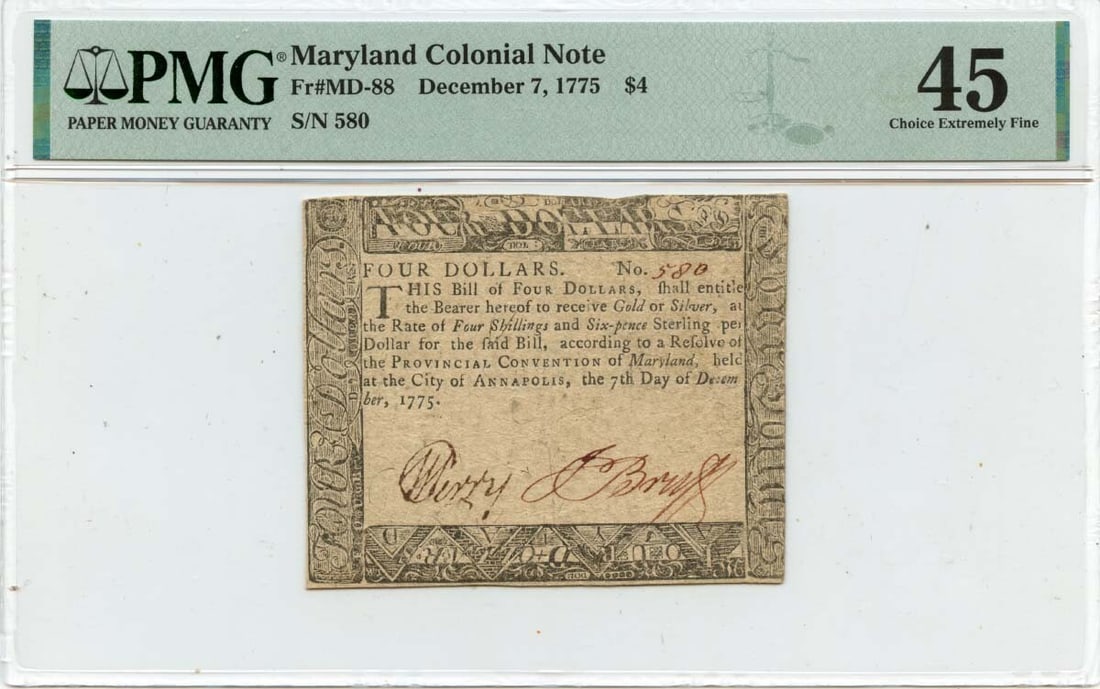 PMG® Maryland Colonial Note
Fr#MD-88 December 7, 1775 $4
PAPER MONEY GUARANTY S/N 580
45
Choice Extremely Fine
FOUR DOLLAR
FOUR DOLLARS. No. 580
THIS Bill of FOUR DOLLARS, ſhall entitle
the Bearer hereof to receive Gold or Silver, at
the Rate of Four Shillings and Six-pence Sterling per
Dollar for the ſaid Bill, according to a Reſolve of
the PROVINCIAL CONVENTION of Maryland, held
at the City of ANNAPOLIS, the 7th Day of Decem
ber, 1775.
FOUR DOLLARS